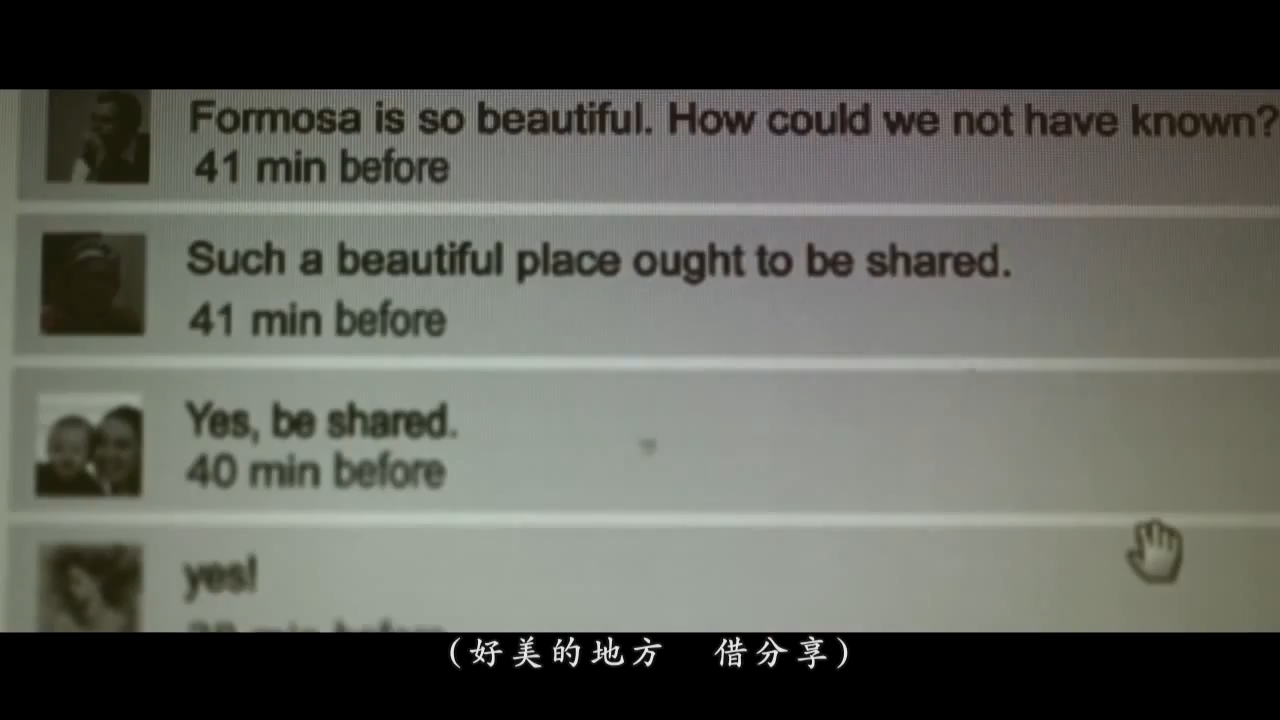 Formosa is so beautiful. How could we not have known?
41 min before
Such a beautiful place ought to be shared.
41 min before
Yes, be shared.
40 min before
yes!
min before
(好美的地方 借分享)